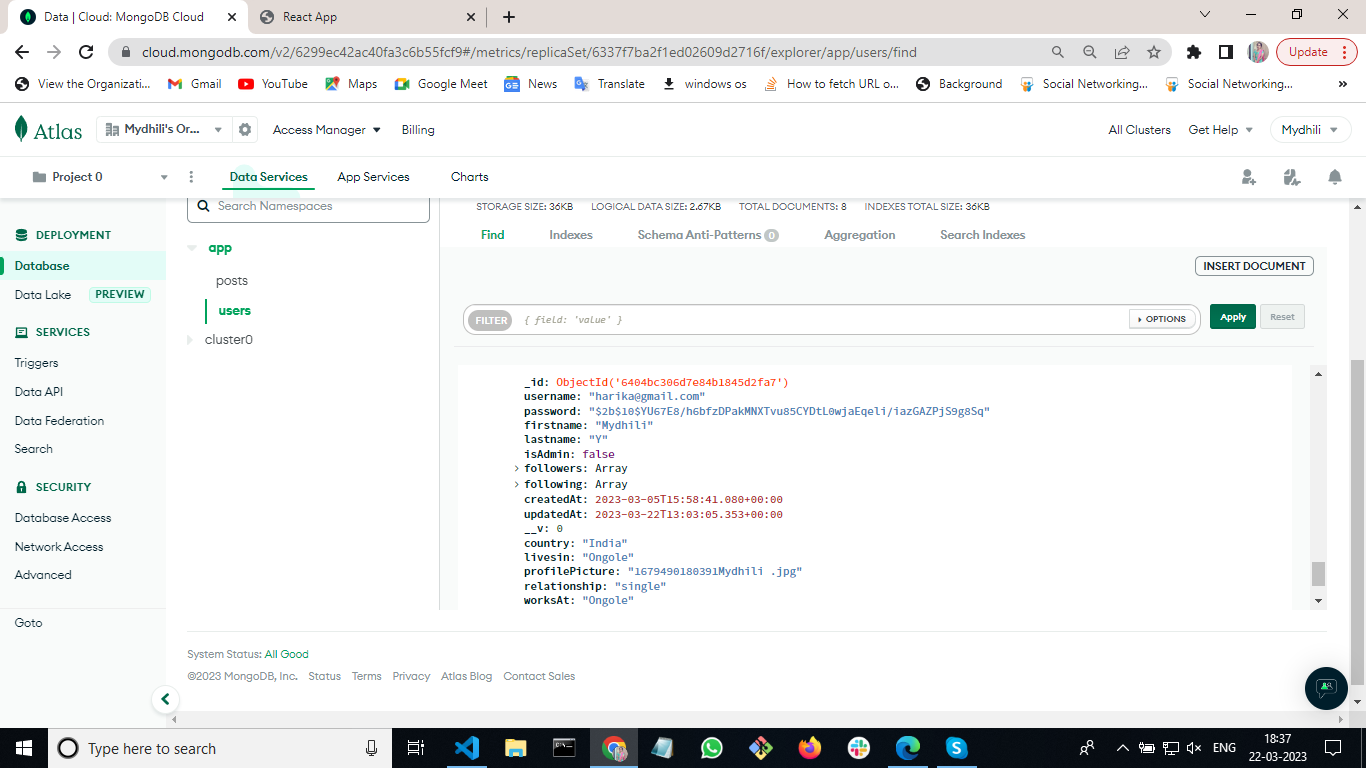 Data | Cloud: MongoDB Cloud
React App
cloud.mongodb.com/v2/6299ec42ac40fa3c6b55fcf9#/metrics/replicaSet/6337f7ba2f1ed02609d2716f/explorer/app/users/find
Update
View the Organizati...
Gmail
YouTube
Maps
Google Meet
News
Translate
windows os
How to fetch URL o...
Background
Social Networking...
Social Networking...
Atlas
Mydhili's Or...
Access Manager
Billing
All Clusters
Get Help
Mydhili
Project 0
Data Services
App Services
Charts
DEPLOYMENT
Database
Data Lake PREVIEW
SERVICES
Triggers
Data API
Data Federation
Search
SECURITY
Database Access
Network Access
Advanced
Goto
Search Namespaces
app
posts
users
cluster0
STORAGE SIZE: 36KB LOGICAL DATA SIZE: 2.67KB TOTAL DOCUMENTS: 8 INDEXES TOTAL SIZE: 36KB
Find Indexes Schema Anti-Patterns 0 Aggregation Search Indexes
INSERT DOCUMENT
FILTER { field: 'value' } OPTIONS Apply Reset
_id: ObjectId('6404bc306d7e84b1845d2fa7')
username: "harika@gmail.com"
password: "$2b$10$YU67E8/h6bfzDPakMNXTvu85CYDtL0wjaEqeli/iazGAZPjS9g8Sq"
firstname: "Mydhili"
lastname: "Y"
isAdmin: false
followers: Array
following: Array
createdAt: 2023-03-05T15:58:41.080+00:00
updatedAt: 2023-03-22T13:03:05.353+00:00
__v: 0
country: "India"
livesin: "Ongole"
profilePicture: "1679490180391Mydhili .jpg"
relationship: "single"
worksAt: "Ongole"
System Status: All Good
©2023 MongoDB, Inc. Status Terms Privacy Atlas Blog Contact Sales
Type here to search
ENG
18:37
22-03-2023